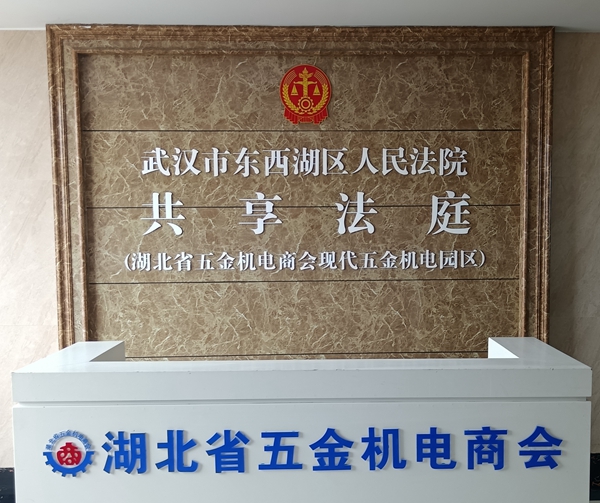 武汉市东西湖区人民法院
共享法庭
(湖北省五金机电商会现代五金机电园区)
湖北省五金机电商会